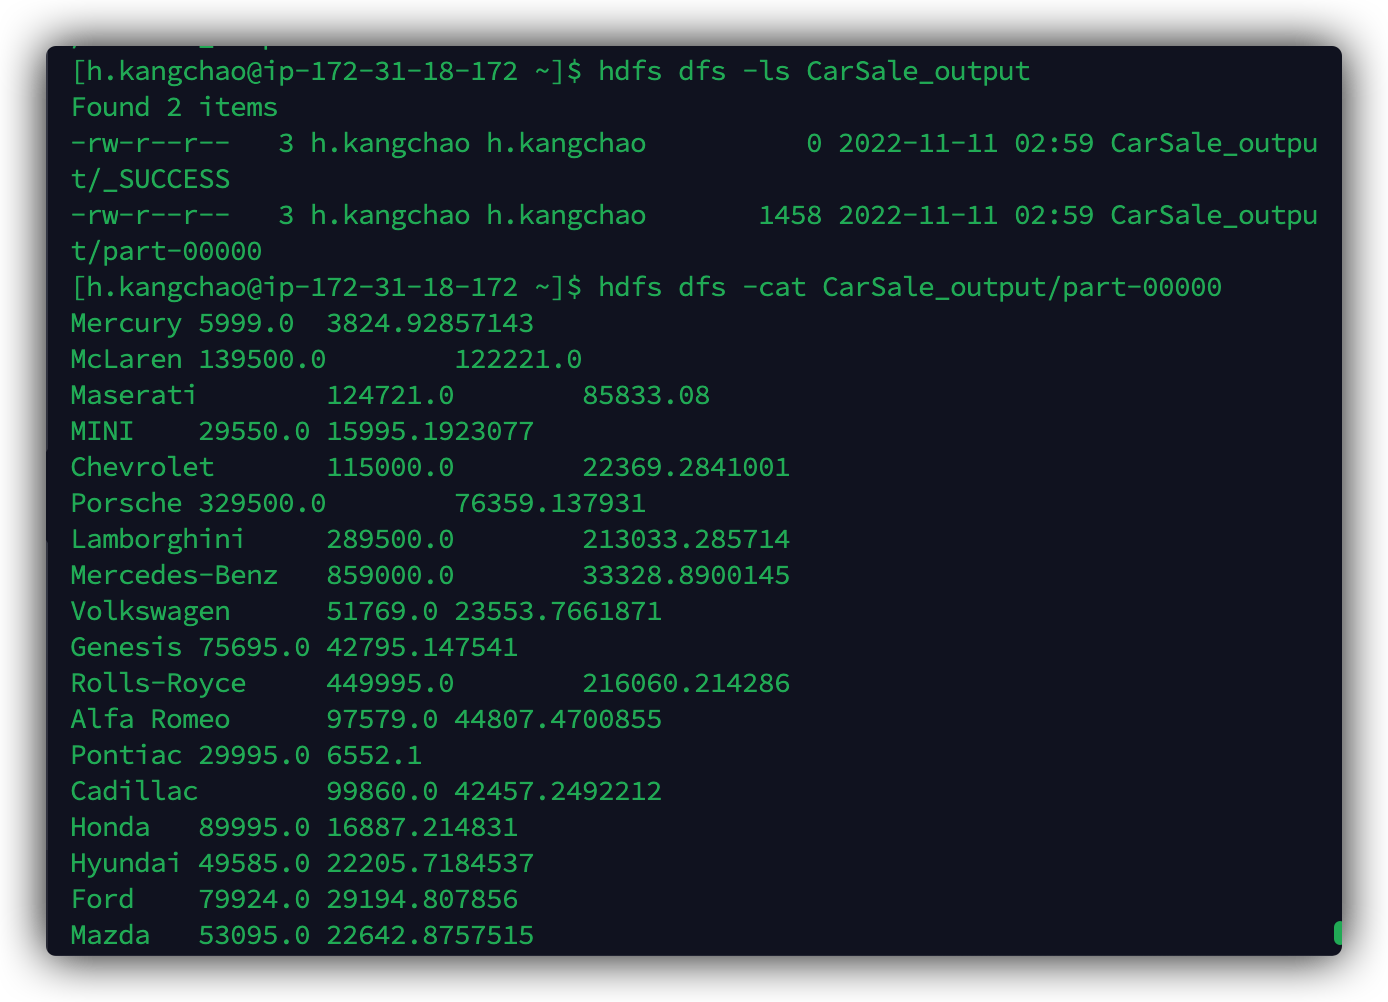 [h.kangchao@ip-172-31-18-172 ~]$ hdfs dfs -ls CarSale_output
Found 2 items
-rw-r--r--   3 h.kangchao h.kangchao          0 2022-11-11 02:59 CarSale_outpu
t/_SUCCESS
-rw-r--r--   3 h.kangchao h.kangchao       1458 2022-11-11 02:59 CarSale_outpu
t/part-00000
[h.kangchao@ip-172-31-18-172 ~]$ hdfs dfs -cat CarSale_output/part-00000
Mercury 5999.0  3824.92857143
McLaren 139500.0        122221.0
Maserati        124721.0        85833.08
MINI    29550.0 15995.1923077
Chevrolet       115000.0        22369.2841001
Porsche 329500.0        76359.137931
Lamborghini     289500.0        213033.285714
Mercedes-Benz   859000.0        33328.8900145
Volkswagen      51769.0 23553.7661871
Genesis 75695.0 42795.147541
Rolls-Royce     449995.0        216060.214286
Alfa Romeo      97579.0 44807.4700855
Pontiac 29995.0 6552.1
Cadillac        99860.0 42457.2492212
Honda   89995.0 16887.214831
Hyundai 49585.0 22205.7184537
Ford    79924.0 29194.807856
Mazda   53095.0 22642.8757515